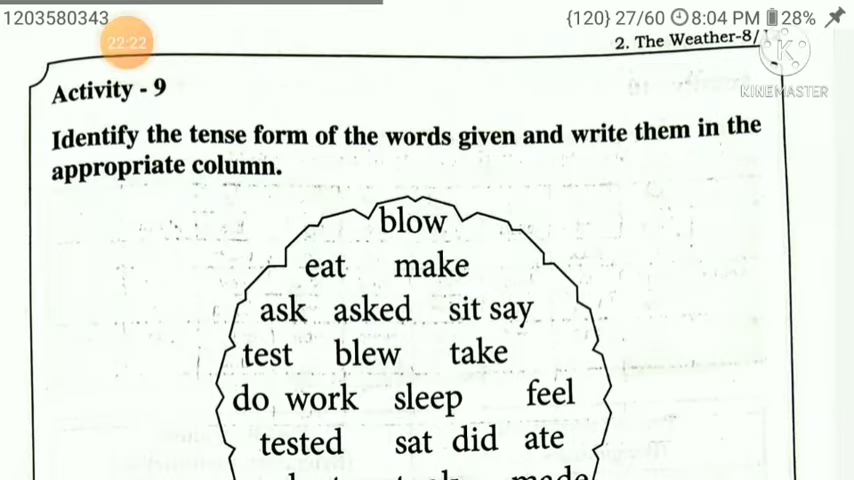 1203580343
{120} 27/60 8:04 PM 28%
22:22
2. The Weather-8/
K
KINEMASTER
Activity - 9
Identify the tense form of the words given and write them in the
appropriate column.
blow
eat make
ask asked sit say
test blew take
do work sleep feel
tested sat did ate
made